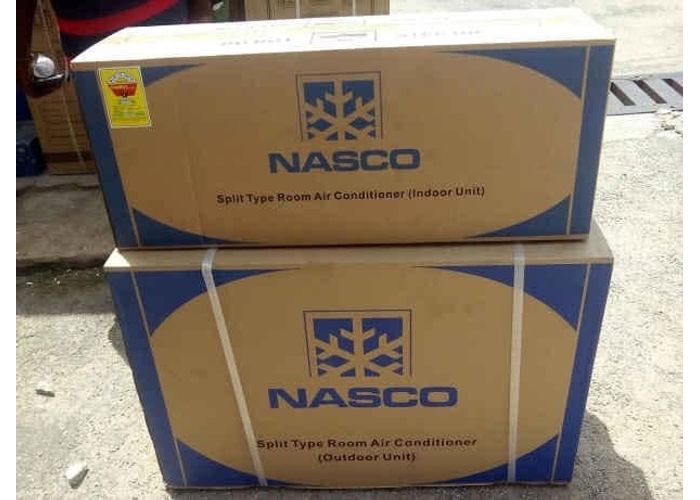 NASCO
Split Type Room Air Conditioner (Indoor Unit)
NASCO
Split Type Room Air Conditioner
(Outdoor Unit)